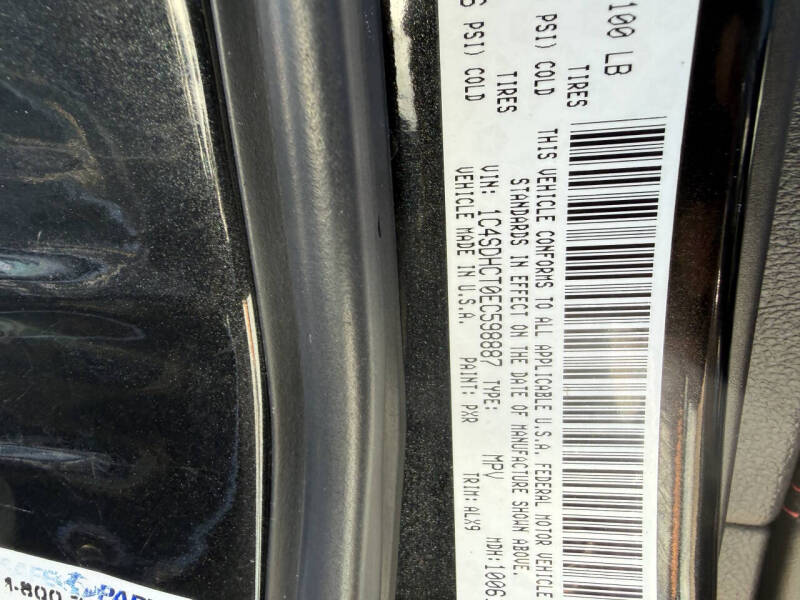 100 LB
TIRES
PSI) COLD
TIRES
PSI) COLD
THIS VEHICLE CONFORMS TO ALL APPLICABLE U.S.A. FEDERAL MOTOR VEHICLE
STANDARDS IN EFFECT ON THE DATE OF MANUFACTURE SHOWN ABOVE.
VIN: 1C4SDHCT0EC598887 TYPE: MPV MDH:1006
VEHICLE MADE IN U.S.A. PAINT: PXR TRIM: ALX9
1-800